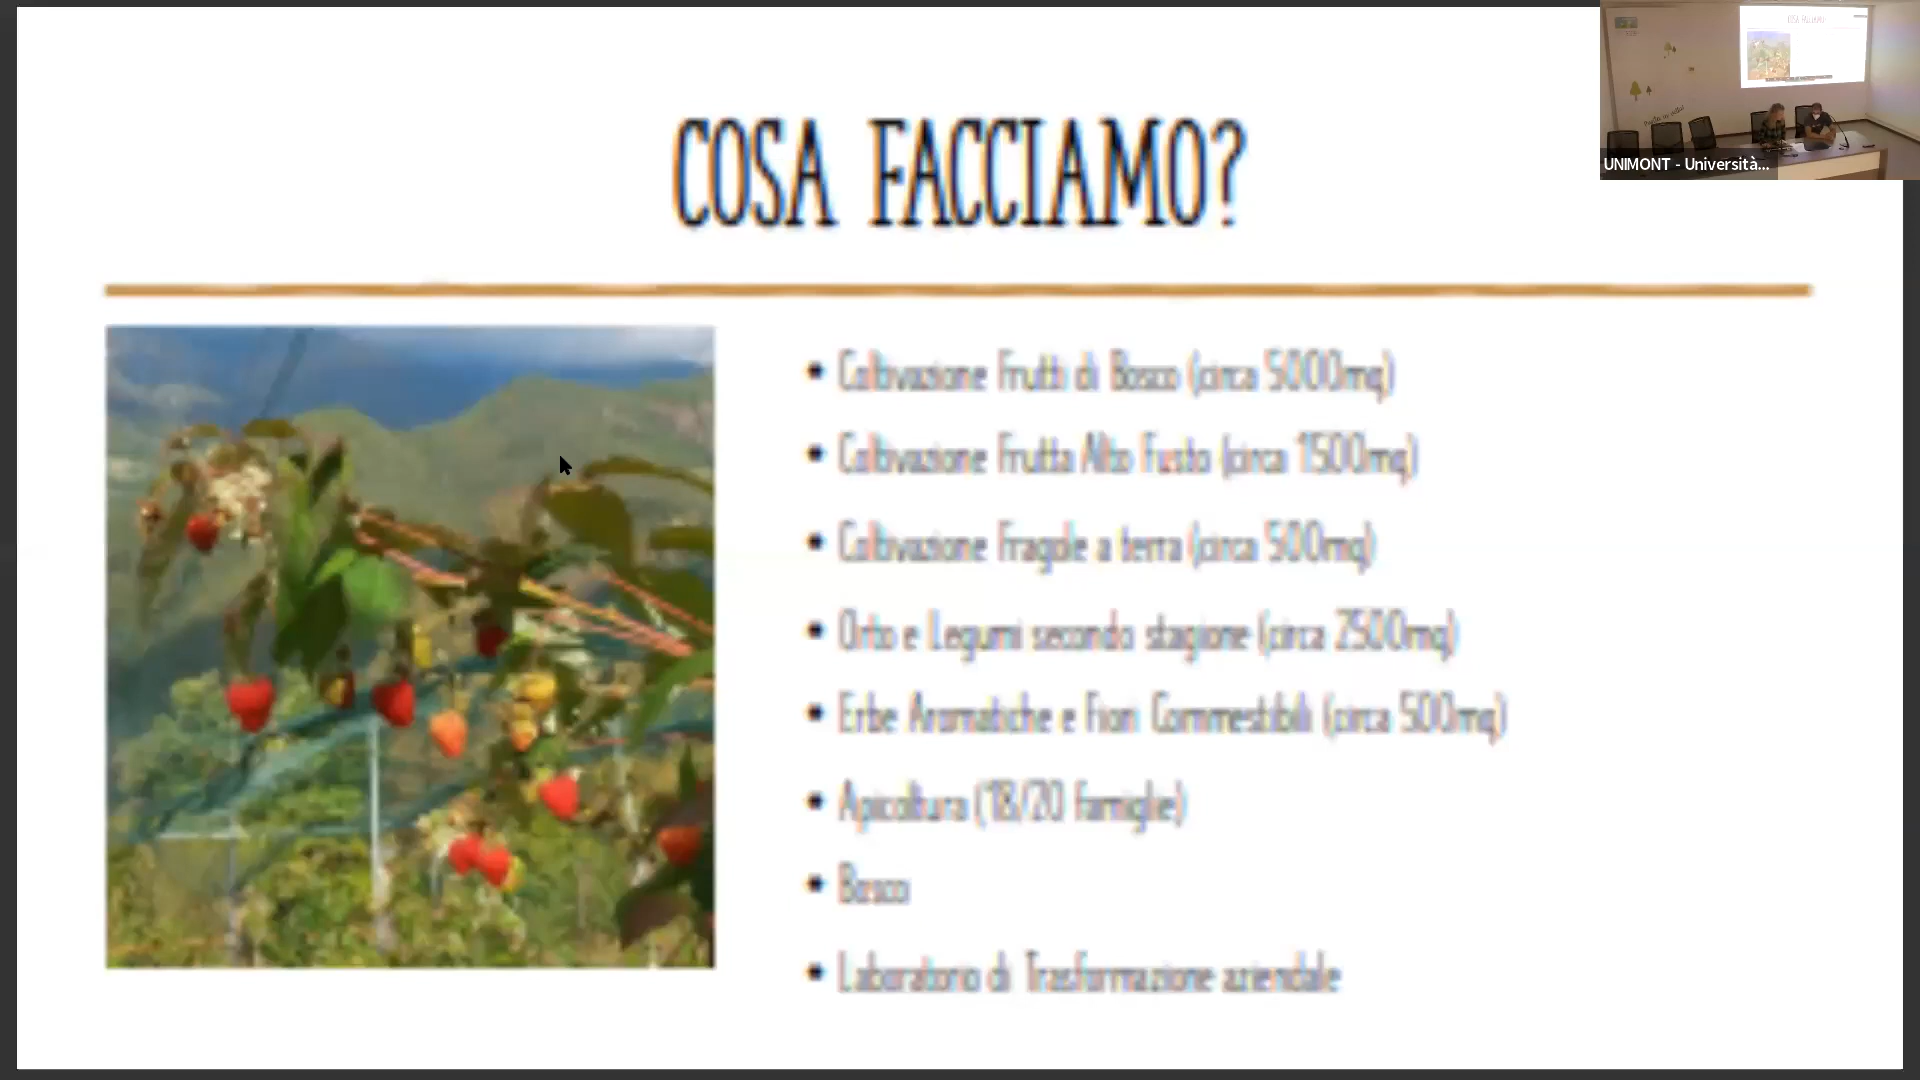 COSA FACCIAMO?
UNIMONT - Università...
• Coltivazione Frutti di Bosco (circa 5000mq)
• Coltivazione Frutta Alto Fusto (circa 1500mq)
• Coltivazione Fragole a terra (circa 500mq)
• Orto e Legumi secondo stagione (circa 2500mq)
• Erbe Aromatiche e Fiori Commestibili (circa 500mq)
• Apicoltura (18/20 famiglie)
• Bosco
• Laboratorio di Trasformazione aziendale